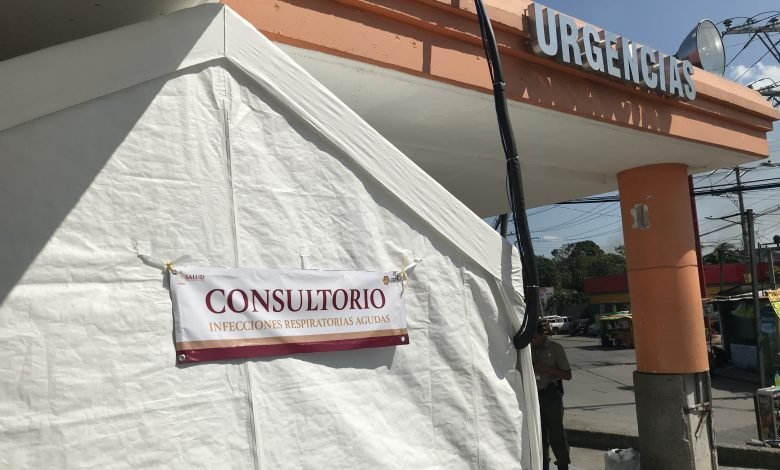 URGENCIAS
SALUD
CONSULTORIO
INFECCIONES RESPIRATORIAS AGUDAS